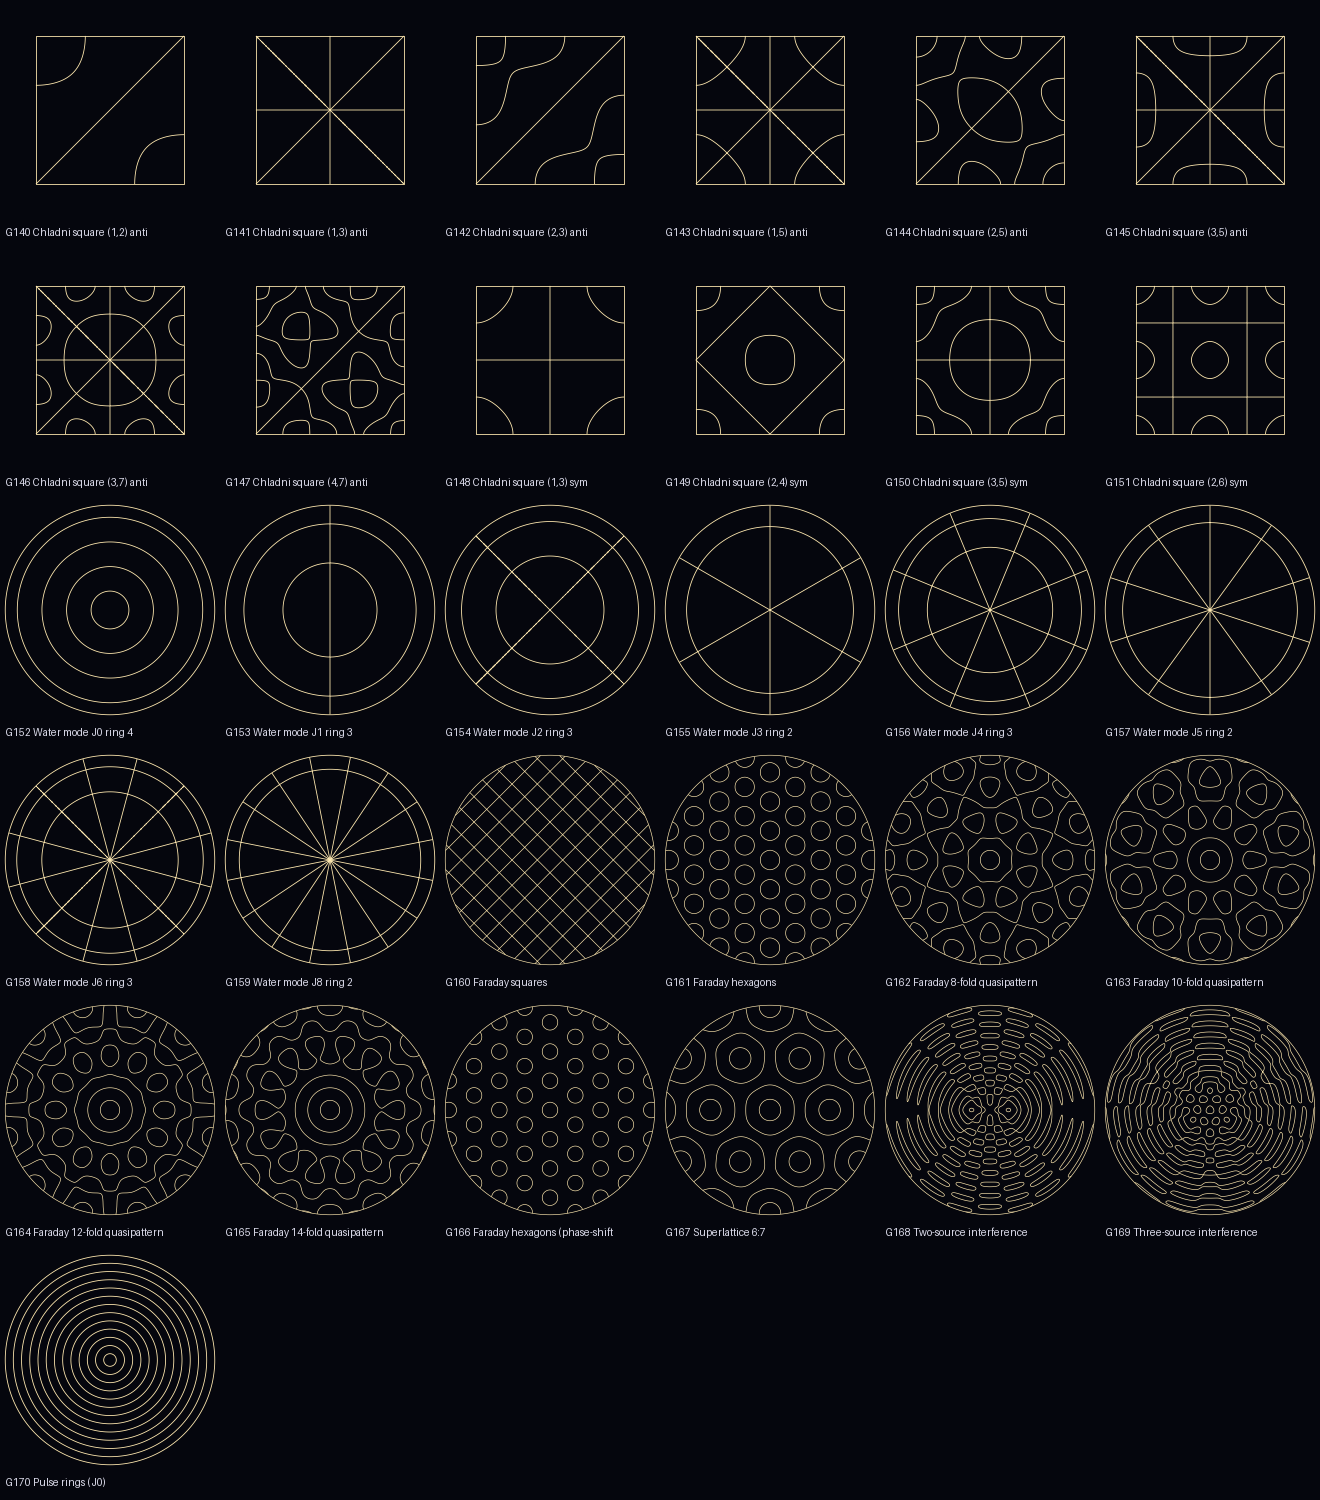 G140 Chladni square (1,2) anti
G141 Chladni square (1,3) anti
G142 Chladni square (2,3) anti
G143 Chladni square (1,5) anti
G144 Chladni square (2,5) anti
G145 Chladni square (3,5) anti
G146 Chladni square (3,7) anti
G147 Chladni square (4,7) anti
G148 Chladni square (1,3) sym
G149 Chladni square (2,4) sym
G150 Chladni square (3,5) sym
G151 Chladni square (2,6) sym
G152 Water mode J0 ring 4
G153 Water mode J1 ring 3
G154 Water mode J2 ring 3
G155 Water mode J3 ring 2
G156 Water mode J4 ring 3
G157 Water mode J5 ring 2
G158 Water mode J6 ring 3
G159 Water mode J8 ring 2
G160 Faraday squares
G161 Faraday hexagons
G162 Faraday 8-fold quasipattern
G163 Faraday 10-fold quasipattern
G164 Faraday 12-fold quasipattern
G165 Faraday 14-fold quasipattern
G166 Faraday hexagons (phase-shift
G167 Superlattice 6:7
G168 Two-source interference
G169 Three-source interference
G170 Pulse rings (J0)